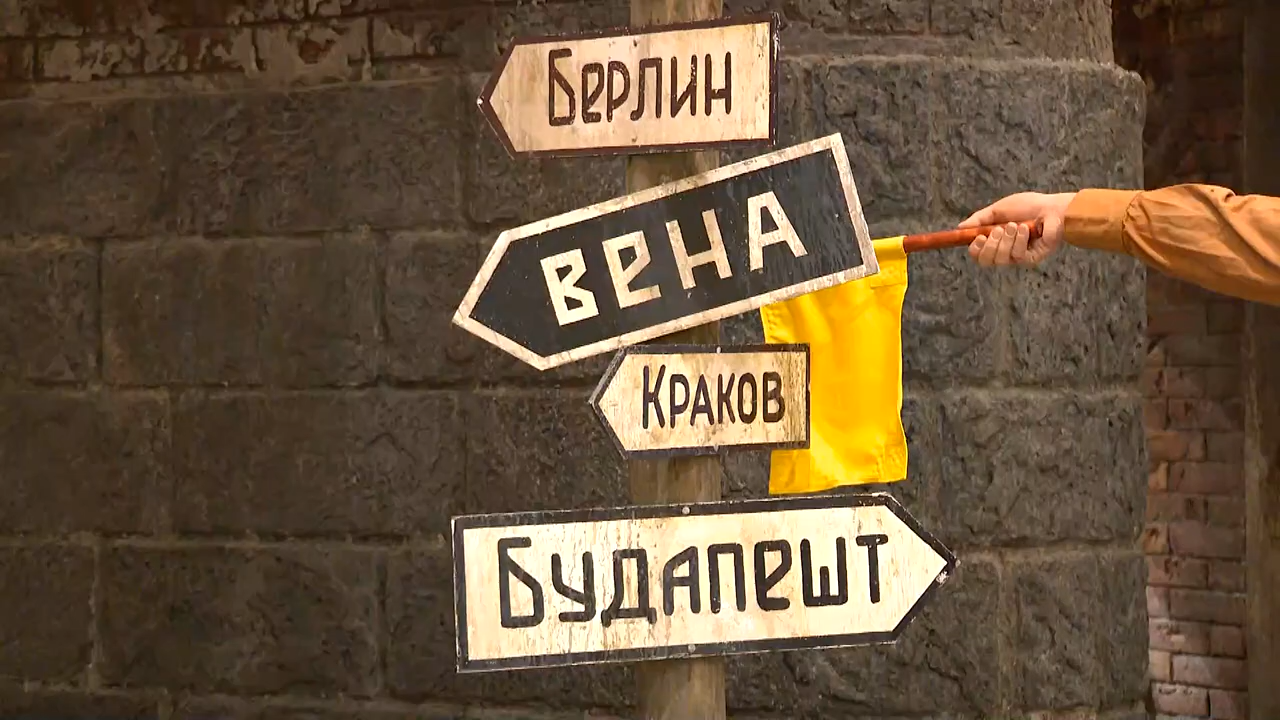 Берлин
Вена
Краков
Будапешт